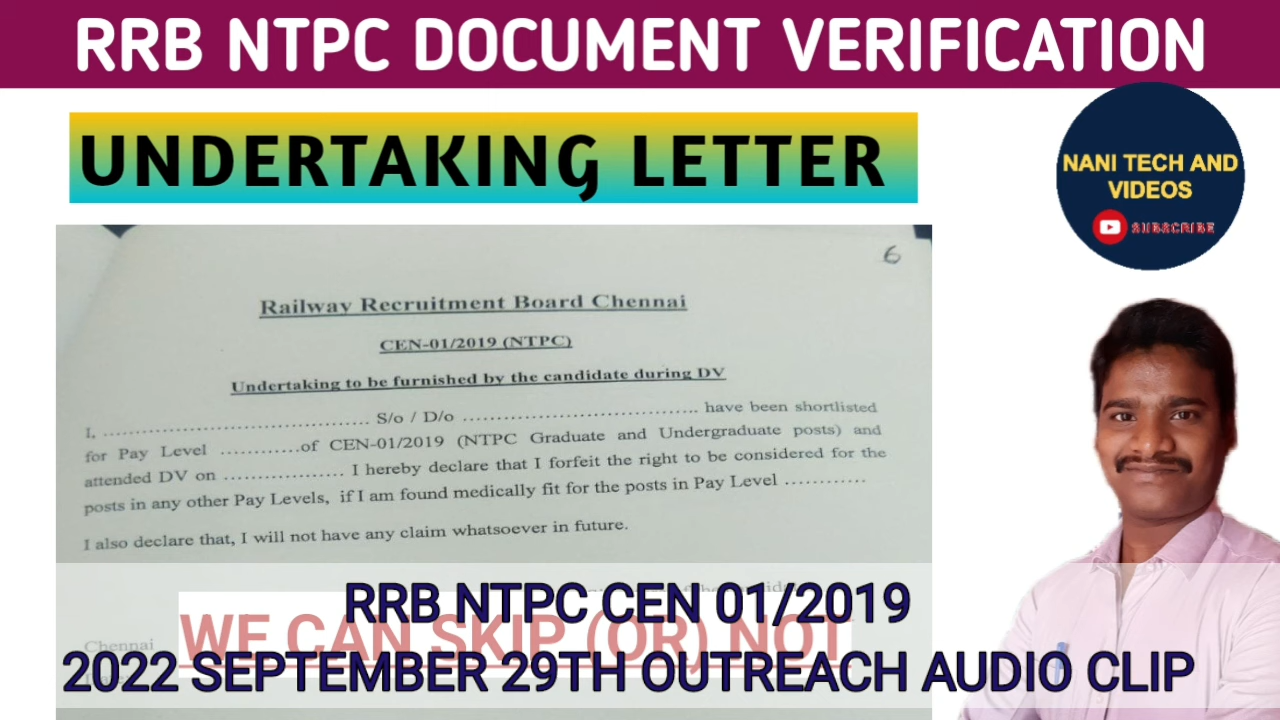 RRB NTPC DOCUMENT VERIFICATION
UNDERTAKING LETTER
NANI TECH AND
VIDEOS
SUBSCRIBE
6
Railway Recruitment Board Chennai
CEN-01/2019 (NTPC)
Undertaking to be furnished by the candidate during DV
I, ...................................... S/o / D/o ................................. have been shortlisted
for Pay Level ............of CEN-01/2019 (NTPC Graduate and Undergraduate posts) and
attended DV on .................. I hereby declare that I forfeit the right to be considered for the
posts in any other Pay Levels, if I am found medically fit for the posts in Pay Level ............
I also declare that, I will not have any claim whatsoever in future.
RRB NTPC CEN 01/2019
Chennai
WE CAN SKIP (OR) NOT
2022 SEPTEMBER 29TH OUTREACH AUDIO CLIP